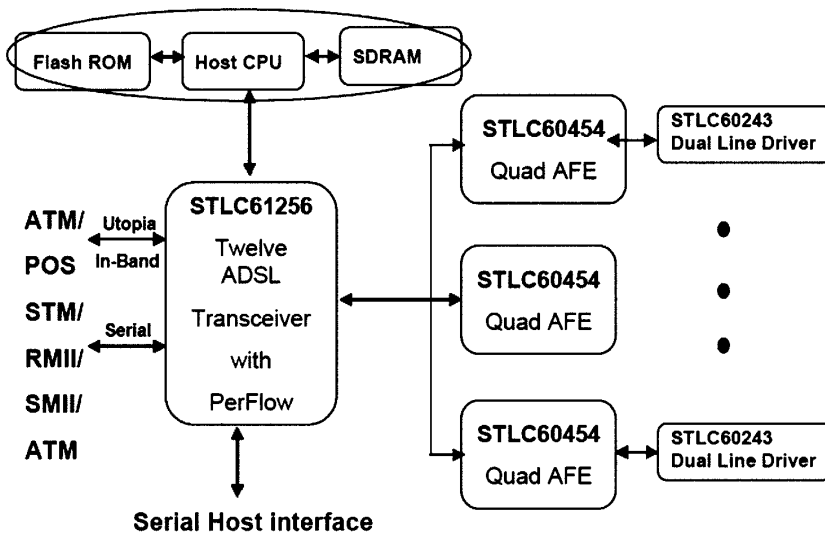 Flash ROM
Host CPU
SDRAM
STLC60454
Quad AFE
STLC60243
Dual Line Driver
STLC61256
Twelve
ADSL
Transceiver
with
PerFlow
ATM/
POS
STM/
RMII/
SMII/
ATM
Utopia
In-Band
Serial
STLC60454
Quad AFE
STLC60454
Quad AFE
STLC60243
Dual Line Driver
Serial Host interface